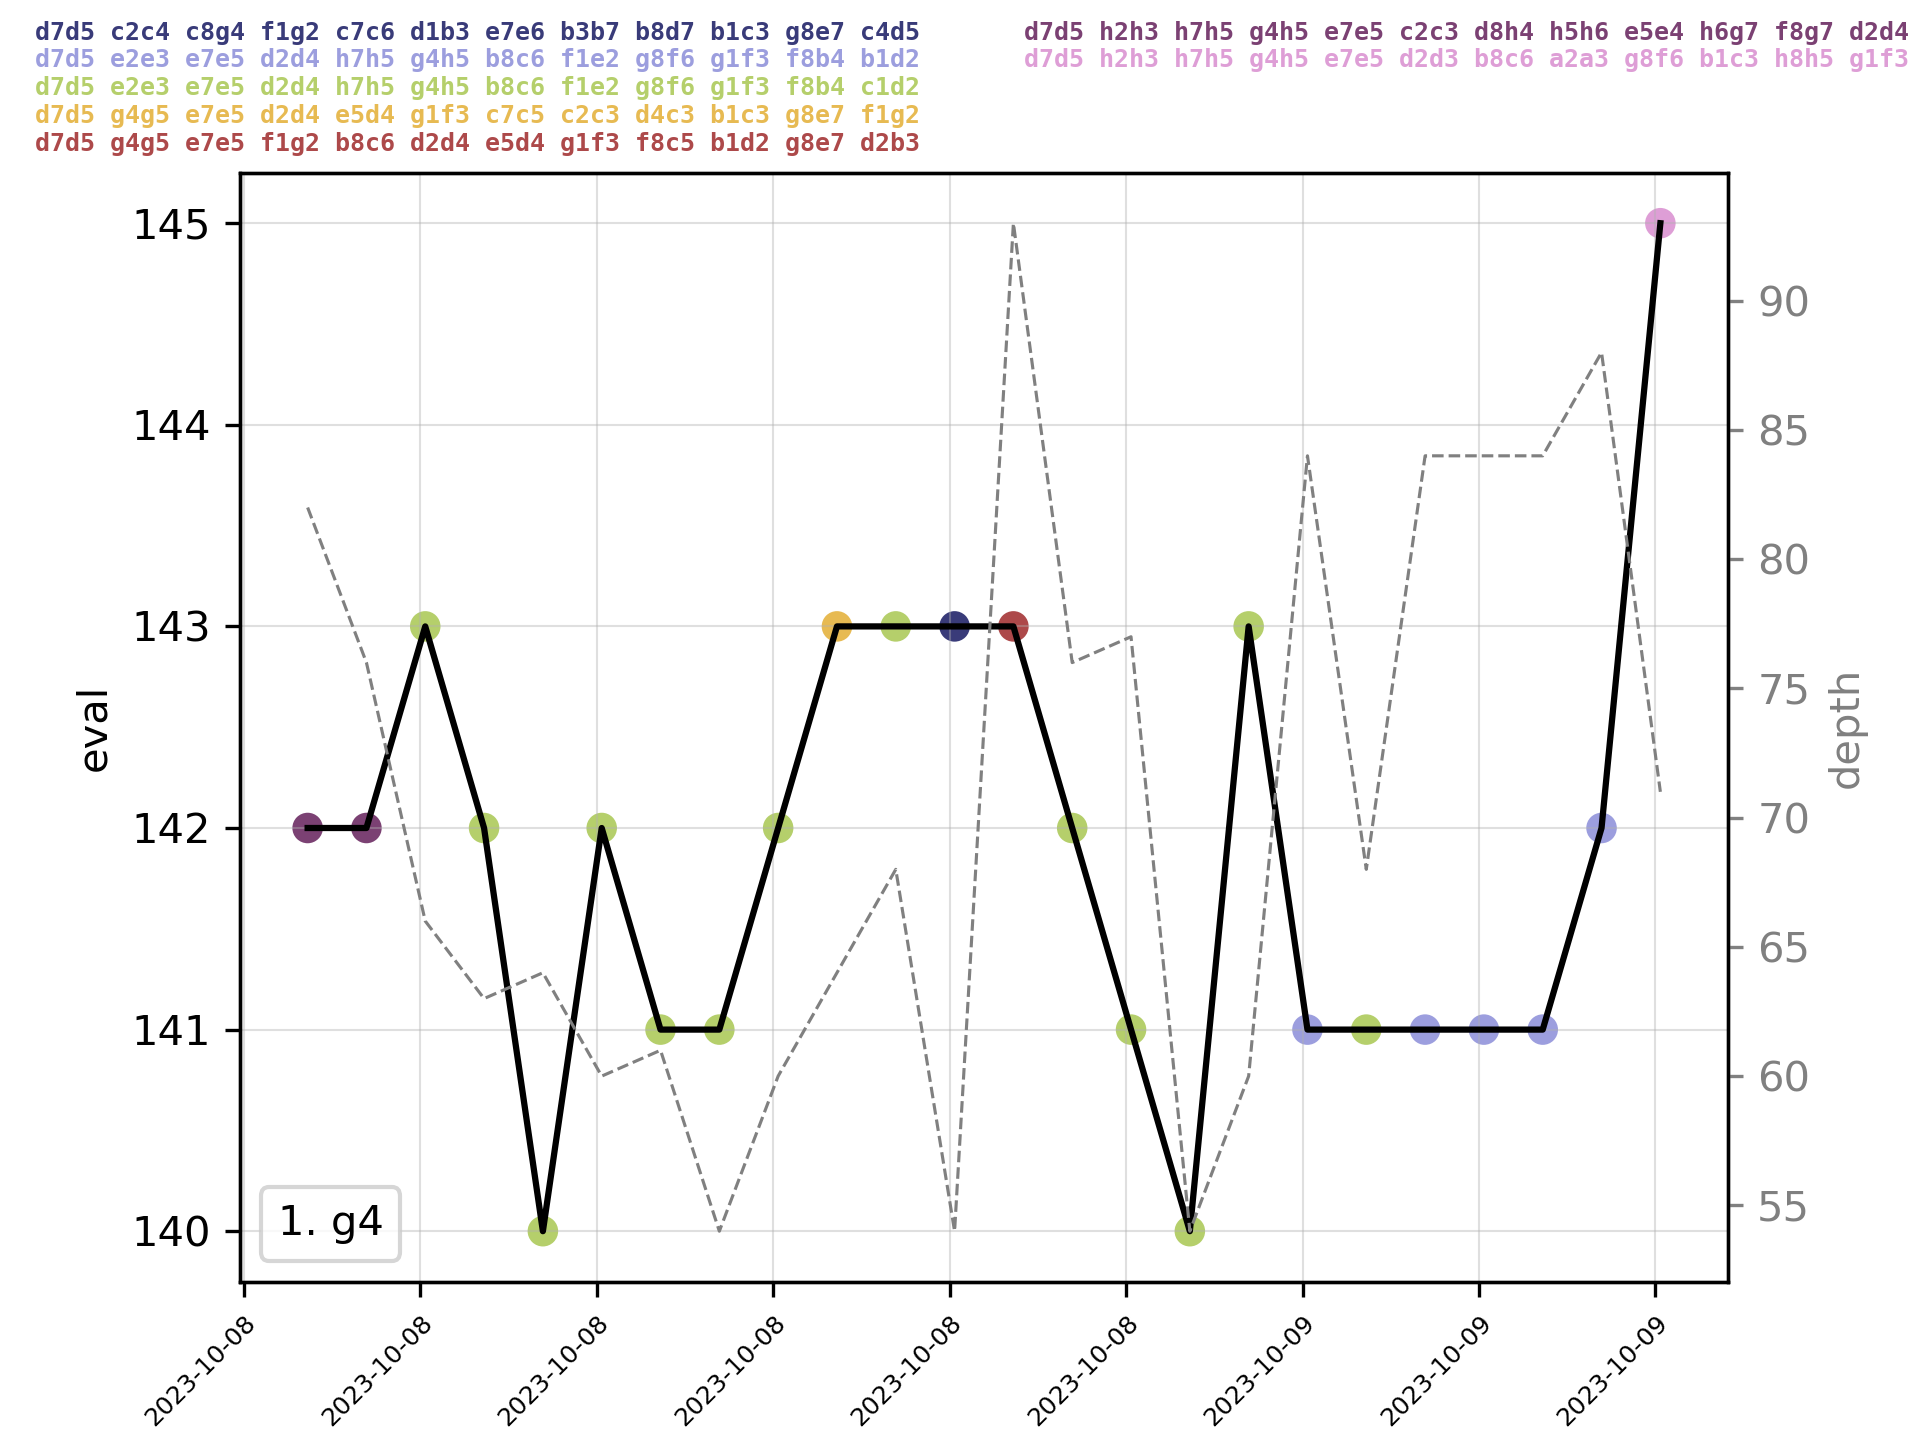 d7d5 c2c4 c8g4 f1g2 c7c6 d1b3 e7e6 b3b7 b8d7 b1c3 g8e7 c4d5
d7d5 e2e3 e7e5 d2d4 h7h5 g4h5 b8c6 f1e2 g8f6 g1f3 f8b4 b1d2
d7d5 e2e3 e7e5 d2d4 h7h5 g4h5 b8c6 f1e2 g8f6 g1f3 f8b4 c1d2
d7d5 g4g5 e7e5 d2d4 e5d4 g1f3 c7c5 c2c3 d4c3 b1c3 g8e7 f1g2
d7d5 g4g5 e7e5 f1g2 b8c6 d2d4 e5d4 g1f3 f8c5 b1d2 g8e7 d2b3
d7d5 h2h3 h7h5 g4h5 e7e5 c2c3 d8h4 h5h6 e5e4 h6g7 f8g7 d2d4
d7d5 h2h3 h7h5 g4h5 e7e5 d2d3 b8c6 a2a3 g8f6 b1c3 h8h5 g1f3
145
144
143
142
141
140
eval
90
85
80
75
70
65
60
55
depth
1. g4
2023-10-08
2023-10-08
2023-10-08
2023-10-08
2023-10-08
2023-10-08
2023-10-09
2023-10-09
2023-10-09